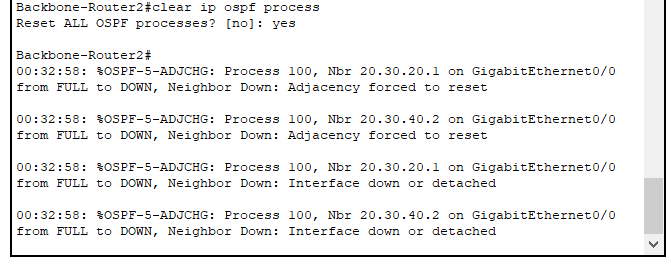 Backbone-Router2#clear ip ospf process
Reset ALL OSPF processes? [no]: yes
Backbone-Router2#
00:32:58: %OSPF-5-ADJCHG: Process 100, Nbr 20.30.20.1 on GigabitEthernet0/0
from FULL to DOWN, Neighbor Down: Adjacency forced to reset
00:32:58: %OSPF-5-ADJCHG: Process 100, Nbr 20.30.40.2 on GigabitEthernet0/0
from FULL to DOWN, Neighbor Down: Adjacency forced to reset
00:32:58: %OSPF-5-ADJCHG: Process 100, Nbr 20.30.20.1 on GigabitEthernet0/0
from FULL to DOWN, Neighbor Down: Interface down or detached
00:32:58: %OSPF-5-ADJCHG: Process 100, Nbr 20.30.40.2 on GigabitEthernet0/0
from FULL to DOWN, Neighbor Down: Interface down or detached